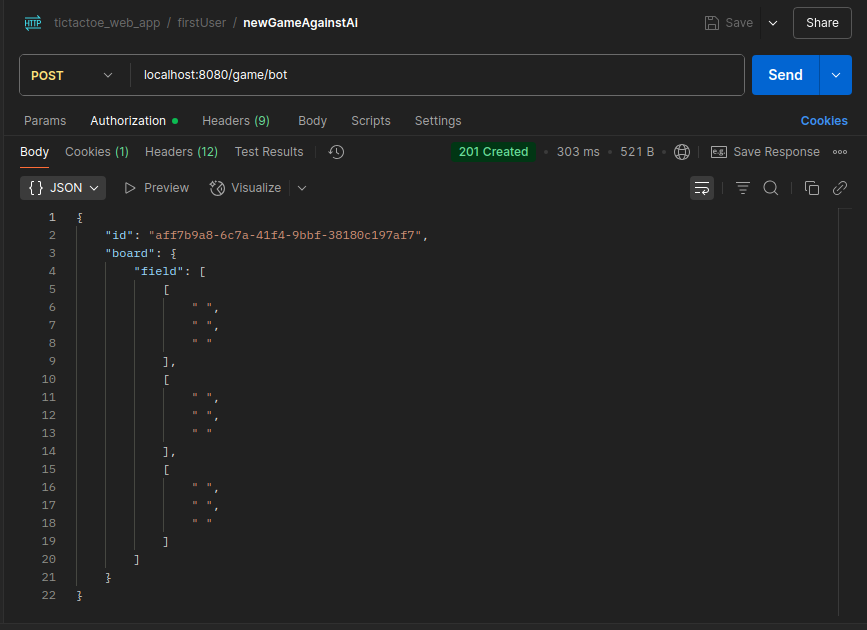 HTTP tictactoe_web_app / firstUser / newGameAgainstAi Save Share
POST localhost:8080/game/bot Send
Params Authorization Headers (9) Body Scripts Settings Cookies
Body Cookies (1) Headers (12) Test Results 201 Created 303 ms 521 B e.g. Save Response
{} JSON Preview Visualize
1 {
2 "id": "aff7b9a8-6c7a-41f4-9bbf-38180c197af7",
3 "board": {
4 "field": [
5 [
6 " ",
7 " ",
8 " "
9 ],
10 [
11 " ",
12 " ",
13 " "
14 ],
15 [
16 " ",
17 " ",
18 " "
19 ]
20 ]
21 }
22 }